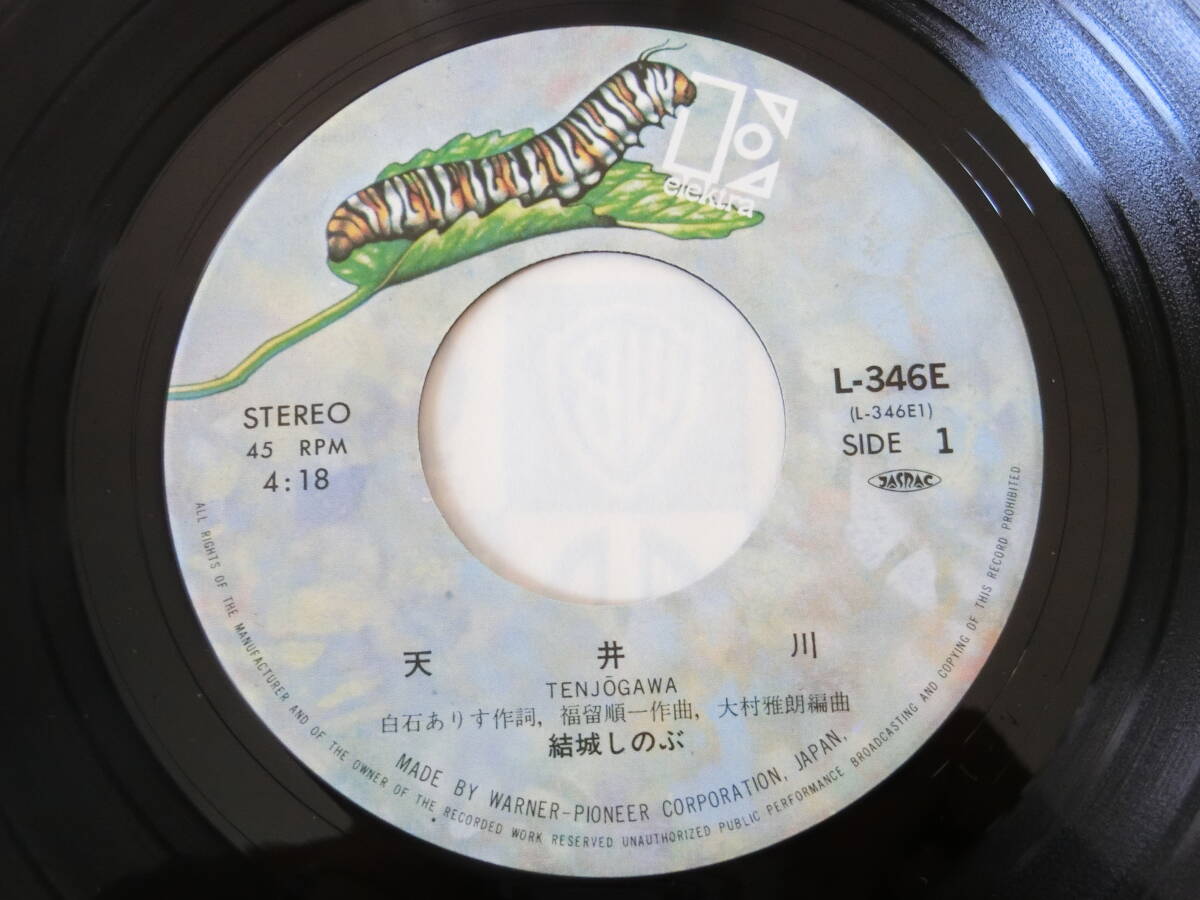 elektra
L-346E
(L-346E1)
SIDE 1
JASRAC
STEREO
45 RPM
4:18
天井川
TENJŌGAWA
白石ありす作詞, 福留順一作曲, 大村雅朗編曲
結城しのぶ
MADE BY WARNER-PIONEER CORPORATION, JAPAN,
ALL RIGHTS OF THE MANUFACTURER AND OF THE OWNER OF THE RECORDED WORK RESERVED UNAUTHORIZED PUBLIC PERFORMANCE BROADCASTING AND COPYING OF THIS RECORD PROHIBITED.